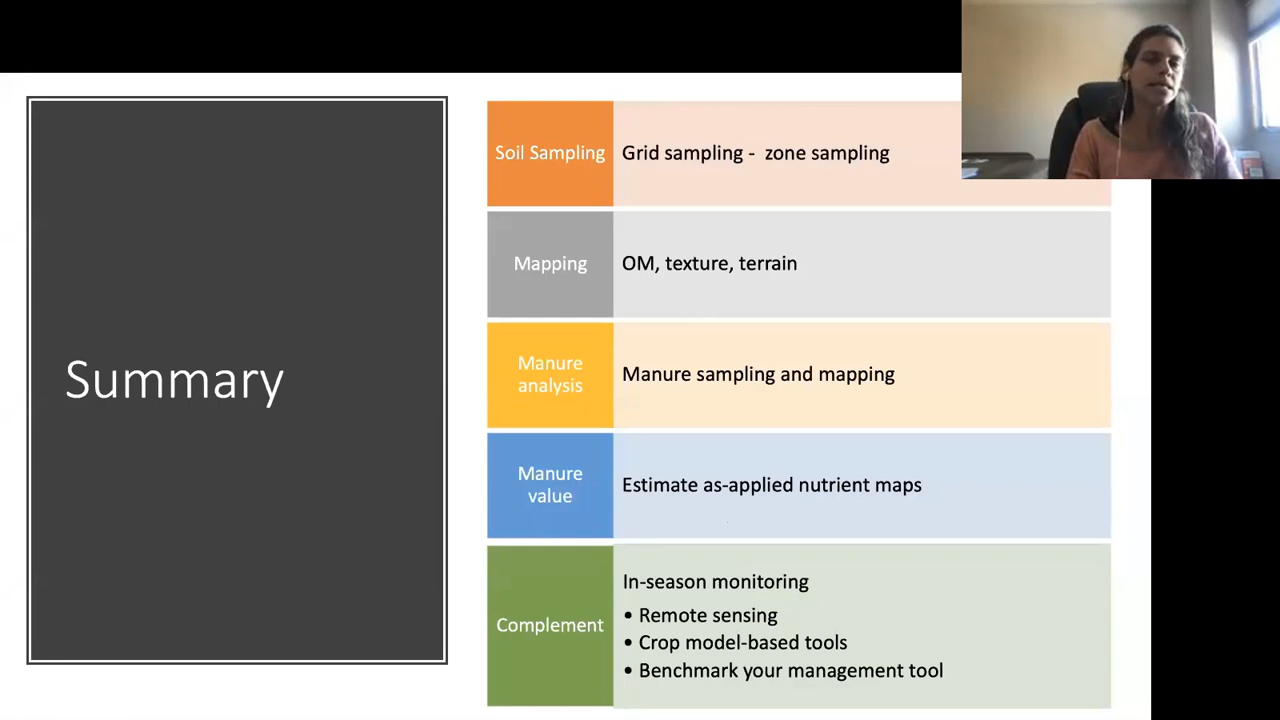 Summary
Soil Sampling
Grid sampling -  zone sampling
Mapping
OM, texture, terrain
Manure
analysis
Manure sampling and mapping
Manure
value
Estimate as-applied nutrient maps
Complement
In-season monitoring
• Remote sensing
• Crop model-based tools
• Benchmark your management tool